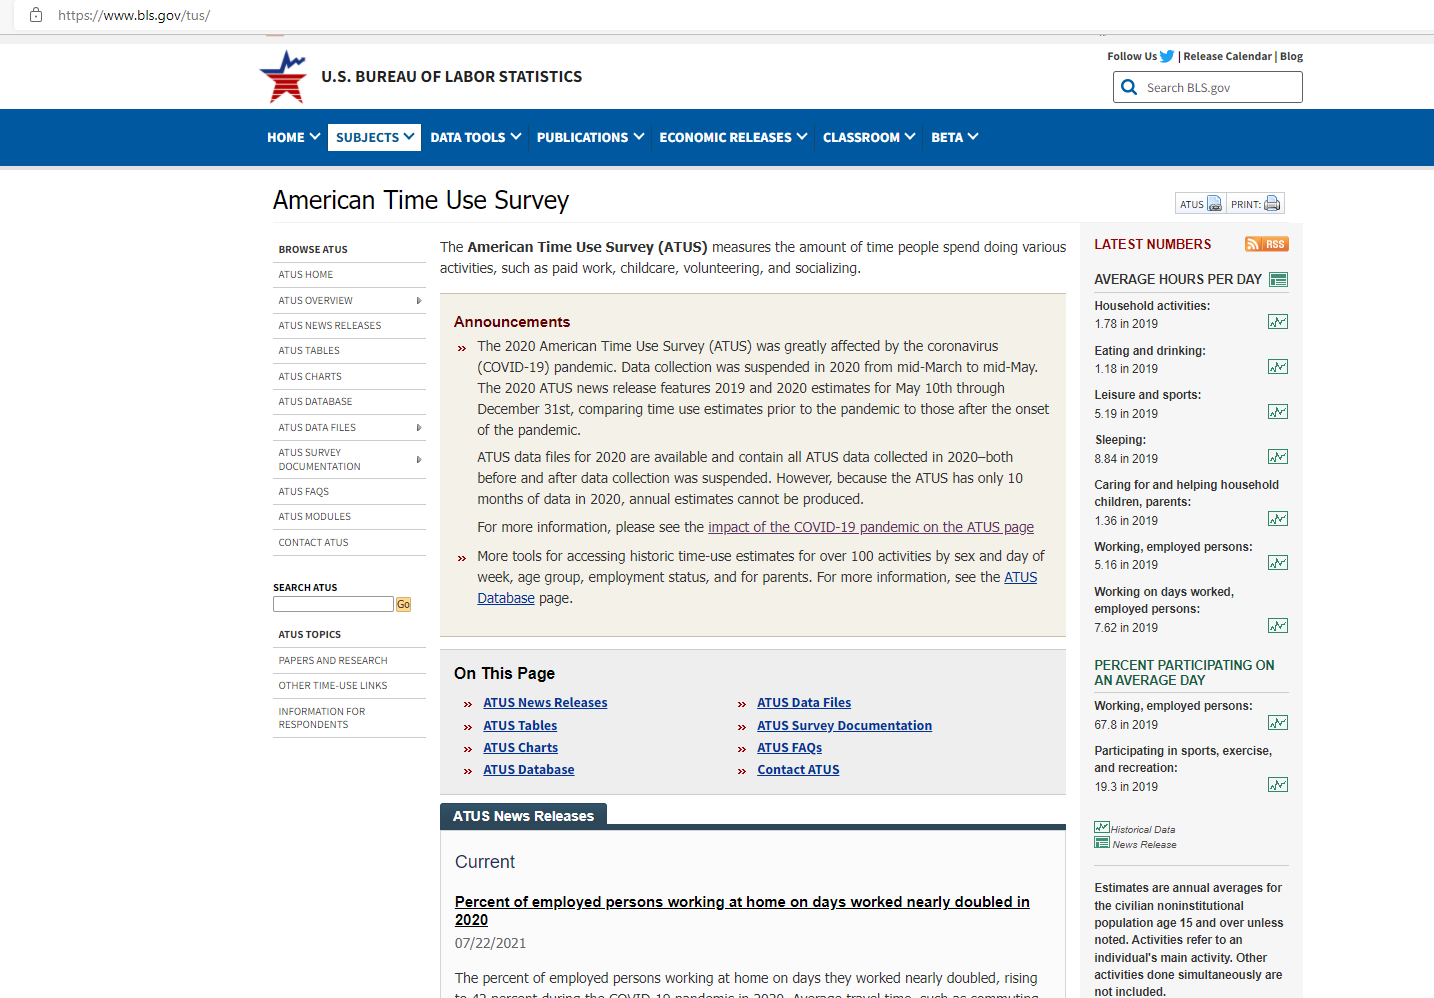 https://www.bls.gov/tus/
Follow Us | Release Calendar | Blog
U.S. BUREAU OF LABOR STATISTICS
Search BLS.gov
HOME SUBJECTS DATA TOOLS PUBLICATIONS ECONOMIC RELEASES CLASSROOM BETA
American Time Use Survey
ATUS PRINT:
BROWSE ATUS
ATUS HOME
ATUS OVERVIEW
ATUS NEWS RELEASES
ATUS TABLES
ATUS CHARTS
ATUS DATABASE
ATUS DATA FILES
ATUS SURVEY
DOCUMENTATION
ATUS FAQS
ATUS MODULES
CONTACT ATUS
SEARCH ATUS
Go
ATUS TOPICS
PAPERS AND RESEARCH
OTHER TIME-USE LINKS
INFORMATION FOR
RESPONDENTS
The American Time Use Survey (ATUS) measures the amount of time people spend doing various
activities, such as paid work, childcare, volunteering, and socializing.
Announcements
» The 2020 American Time Use Survey (ATUS) was greatly affected by the coronavirus
(COVID-19) pandemic. Data collection was suspended in 2020 from mid-March to mid-May.
The 2020 ATUS news release features 2019 and 2020 estimates for May 10th through
December 31st, comparing time use estimates prior to the pandemic to those after the onset
of the pandemic.
ATUS data files for 2020 are available and contain all ATUS data collected in 2020–both
before and after data collection was suspended. However, because the ATUS has only 10
months of data in 2020, annual estimates cannot be produced.
For more information, please see the impact of the COVID-19 pandemic on the ATUS page
» More tools for accessing historic time-use estimates for over 100 activities by sex and day of
week, age group, employment status, and for parents. For more information, see the ATUS
Database page.
On This Page
» ATUS News Releases
» ATUS Tables
» ATUS Charts
» ATUS Database
» ATUS Data Files
» ATUS Survey Documentation
» ATUS FAQs
» Contact ATUS
ATUS News Releases
Current
Percent of employed persons working at home on days worked nearly doubled in
2020
07/22/2021
The percent of employed persons working at home on days they worked nearly doubled, rising
to 42 percent during the COVID-19 pandemic in 2020. Average travel time, such as commuting
LATEST NUMBERS
RSS
AVERAGE HOURS PER DAY
Household activities:
1.78 in 2019
Eating and drinking:
1.18 in 2019
Leisure and sports:
5.19 in 2019
Sleeping:
8.84 in 2019
Caring for and helping household
children, parents:
1.36 in 2019
Working, employed persons:
5.16 in 2019
Working on days worked,
employed persons:
7.62 in 2019
PERCENT PARTICIPATING ON
AN AVERAGE DAY
Working, employed persons:
67.8 in 2019
Participating in sports, exercise,
and recreation:
19.3 in 2019
Historical Data
News Release
Estimates are annual averages for
the civilian noninstitutional
population age 15 and over unless
noted. Activities refer to an
individual's main activity. Other
activities done simultaneously are
not included.